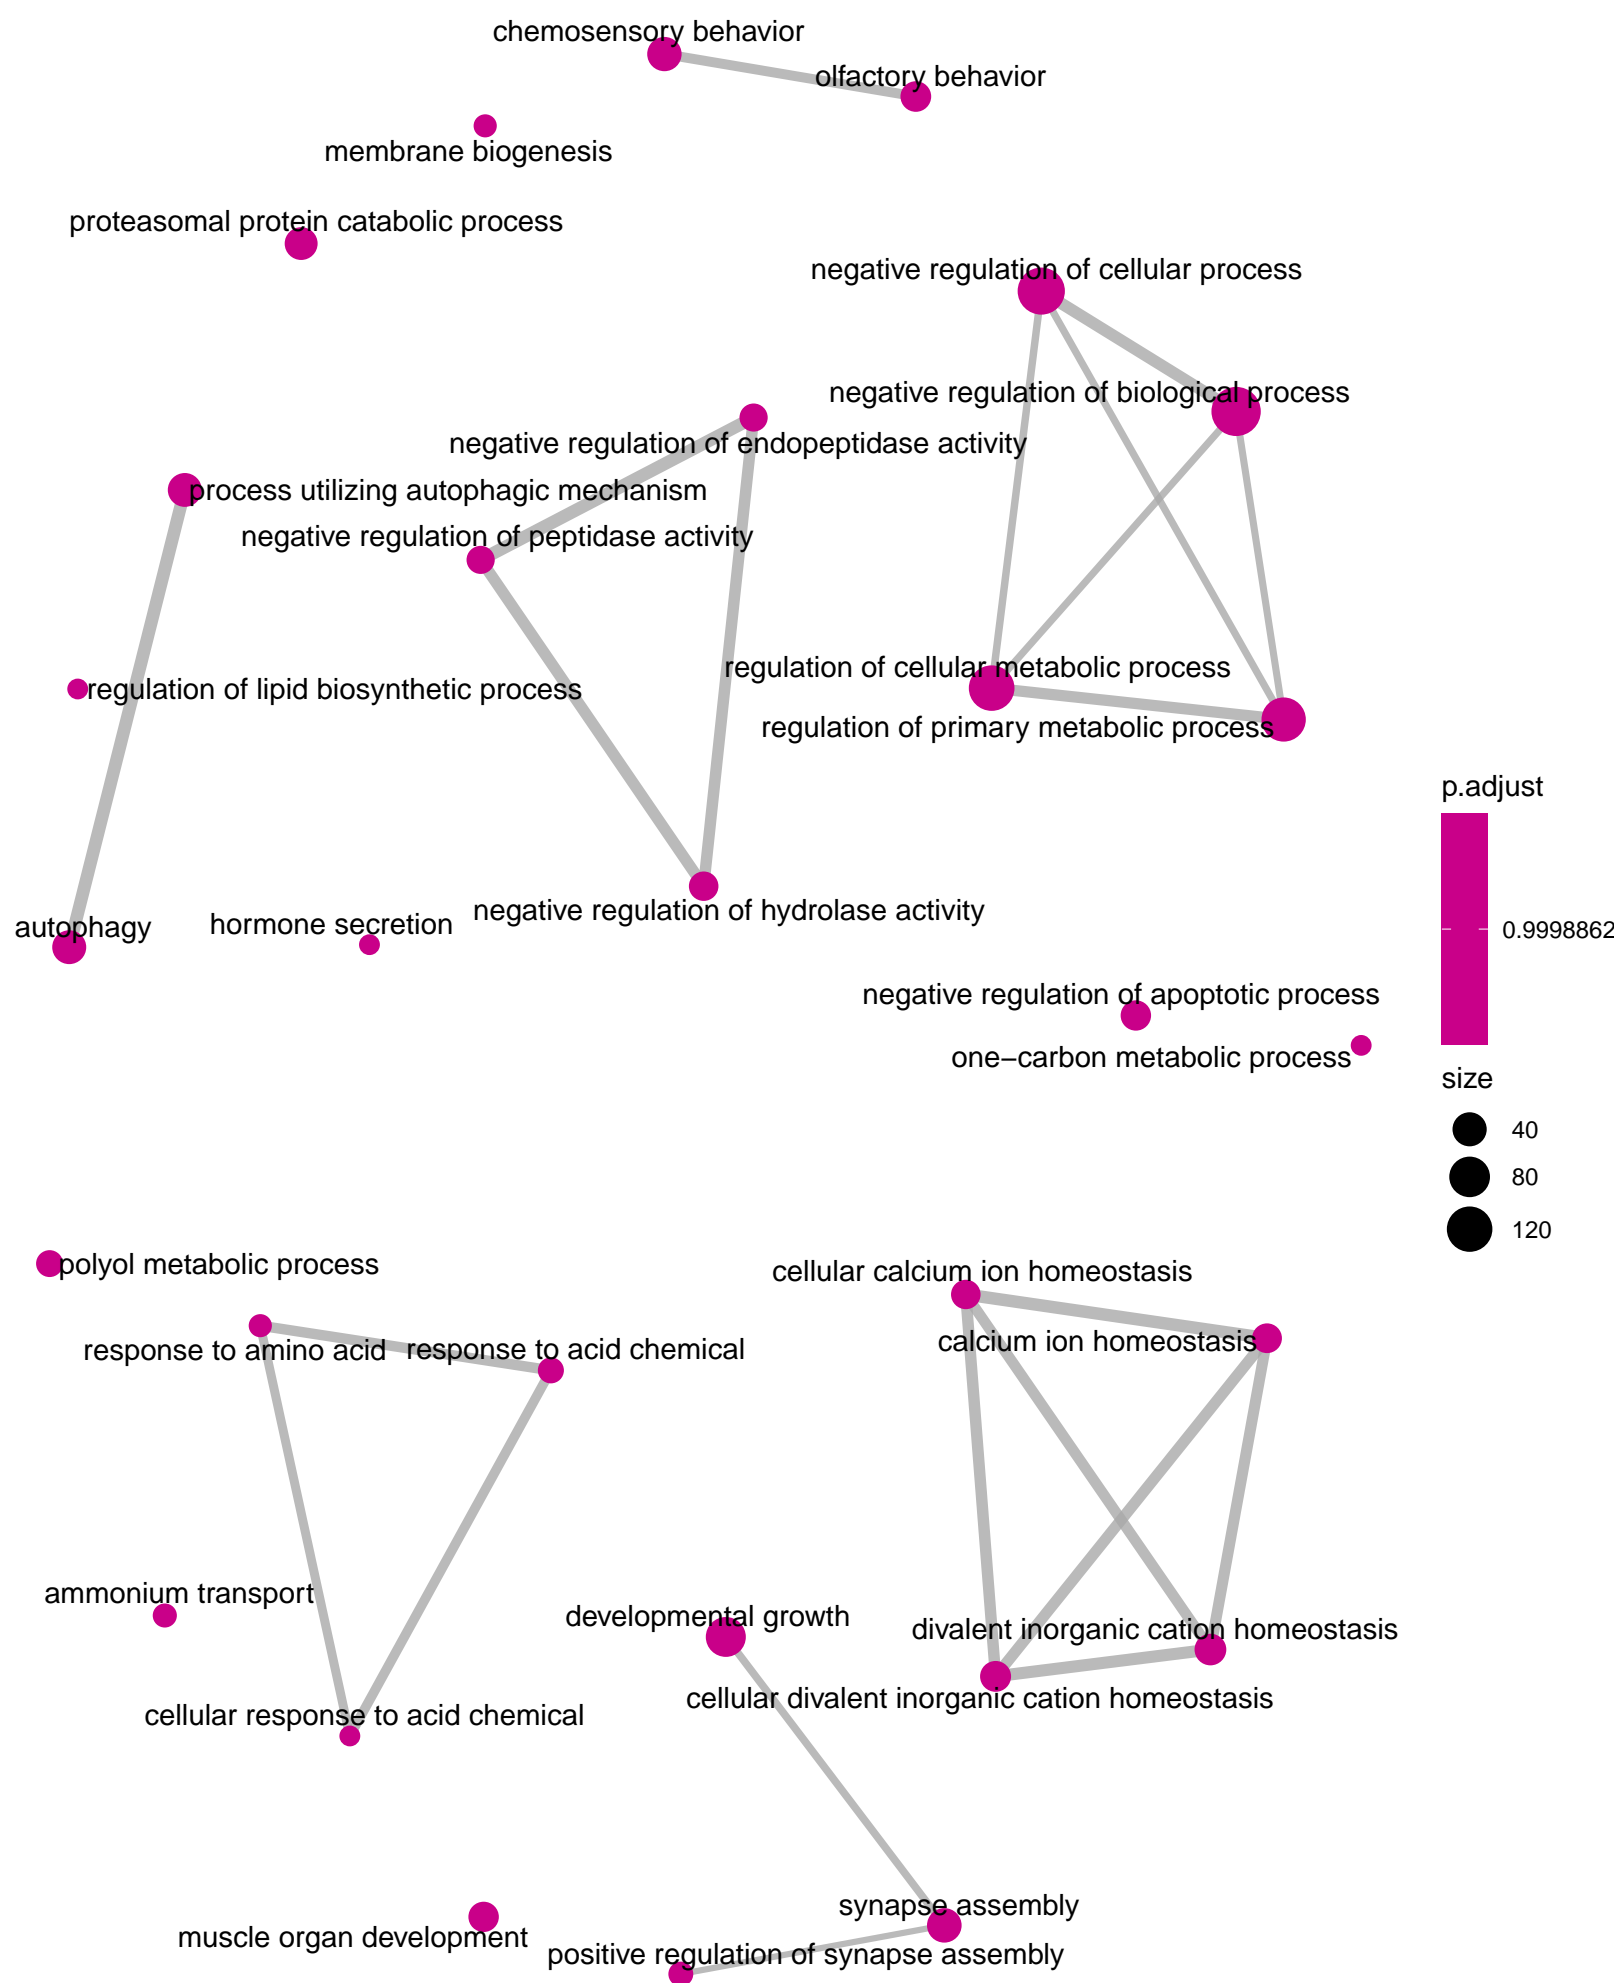 chemosensory behavior
olfactory behavior
membrane biogenesis
proteasomal protein catabolic process
negative regulation of cellular process
negative regulation of biological process
negative regulation of endopeptidase activity
process utilizing autophagic mechanism
negative regulation of peptidase activity
regulation of cellular metabolic process
regulation of lipid biosynthetic process
regulation of primary metabolic process
p.adjust
negative regulation of hydrolase activity
autophagy
hormone secretion
0.9998862
negative regulation of apoptotic process
one−carbon metabolic process
size
40
80
120
polyol metabolic process
cellular calcium ion homeostasis
calcium ion homeostasis
response to amino acid
response to acid chemical
ammonium transport
developmental growth
divalent inorganic cation homeostasis
cellular divalent inorganic cation homeostasis
cellular response to acid chemical
synapse assembly
muscle organ development
positive regulation of synapse assembly